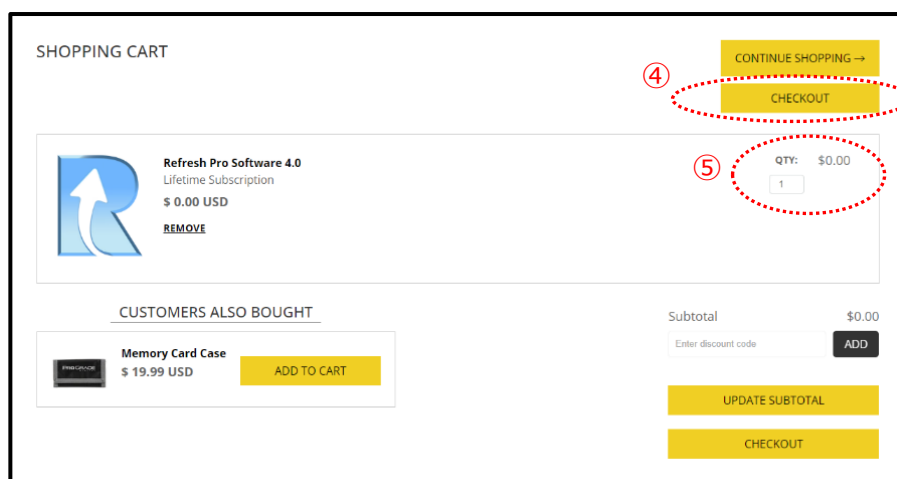 SHOPPING CART
CONTINUE SHOPPING →
④
CHECKOUT
Refresh Pro Software 4.0
Lifetime Subscription
$ 0.00 USD
REMOVE
⑤
QTY: $0.00
1
CUSTOMERS ALSO BOUGHT
Memory Card Case
$ 19.99 USD
ADD TO CART
PROGRADE
Subtotal $0.00
Enter discount code ADD
UPDATE SUBTOTAL
CHECKOUT